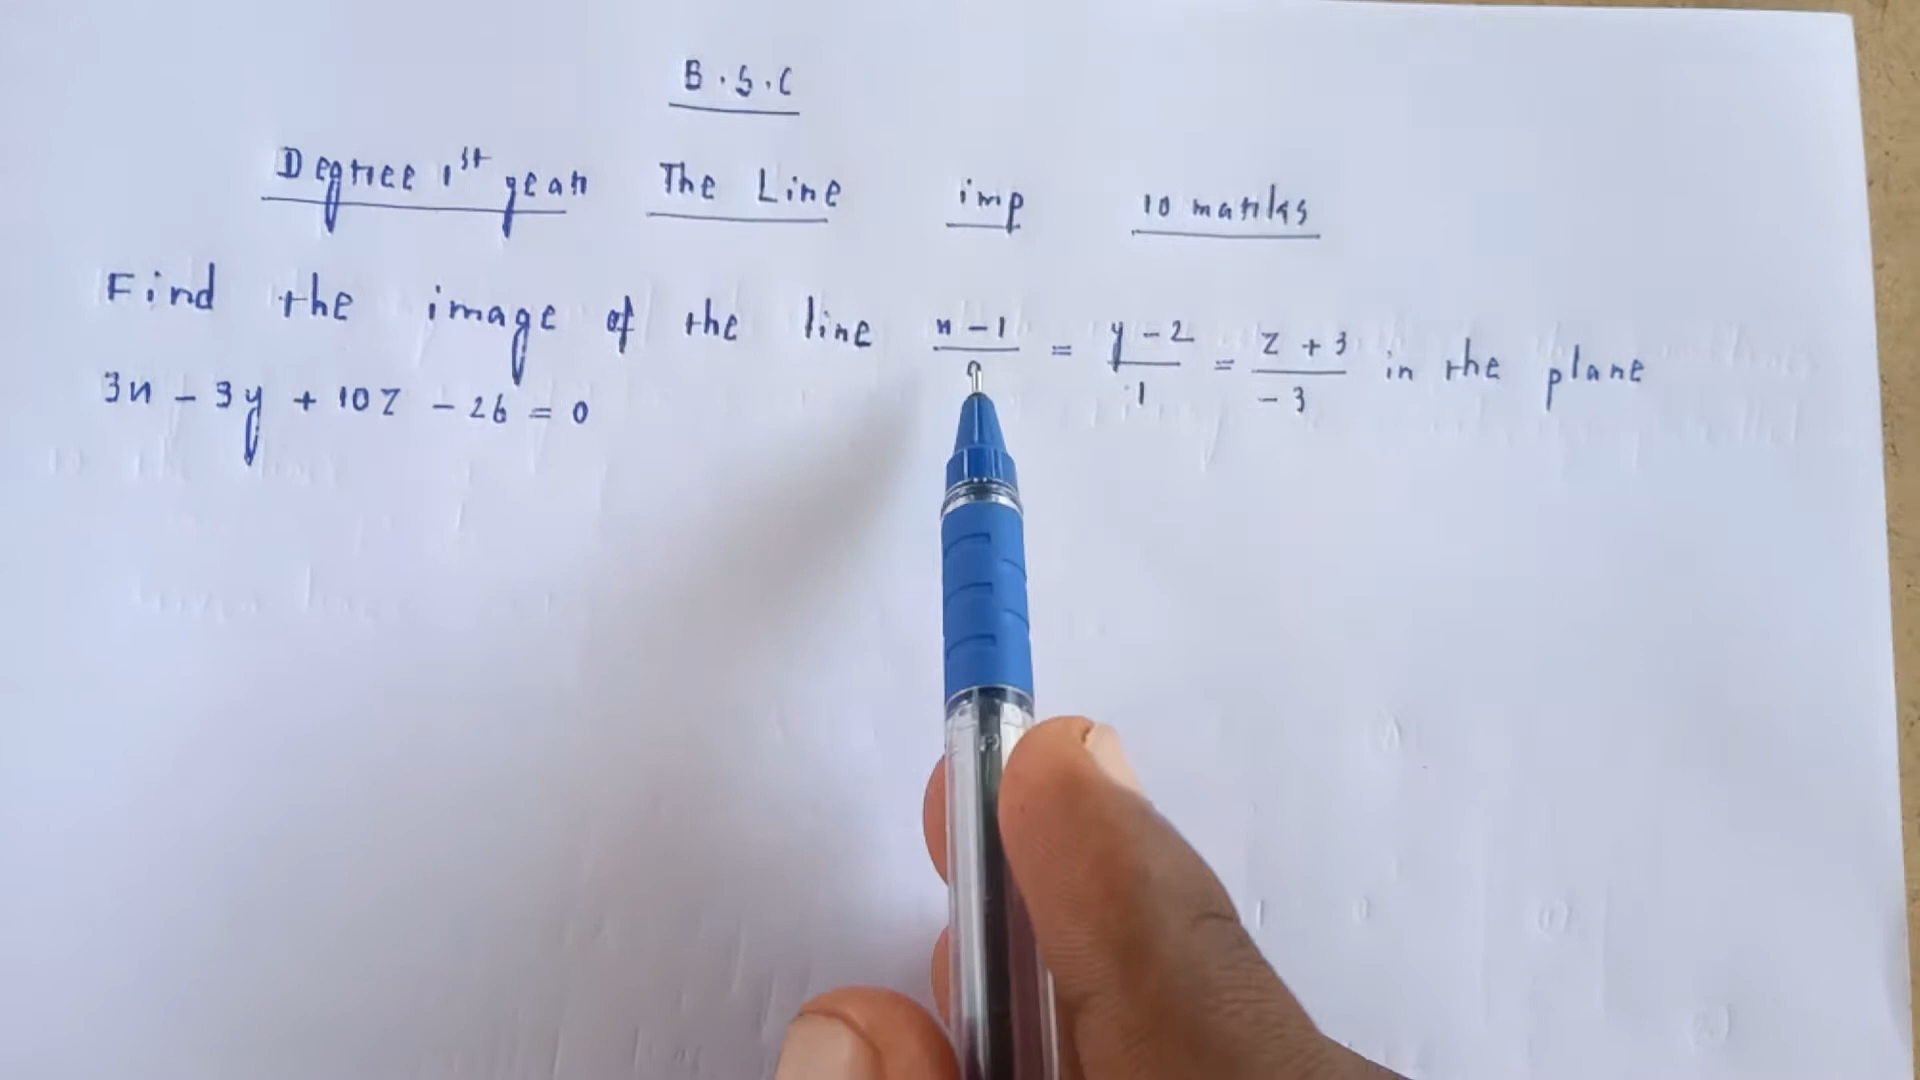 B.S.C
Degree 1st year The Line imp 10 marks
Find the image of the line x-1/ = y-2/1 = z+3/-3 in the plane
3x - 3y + 10z - 26 = 0